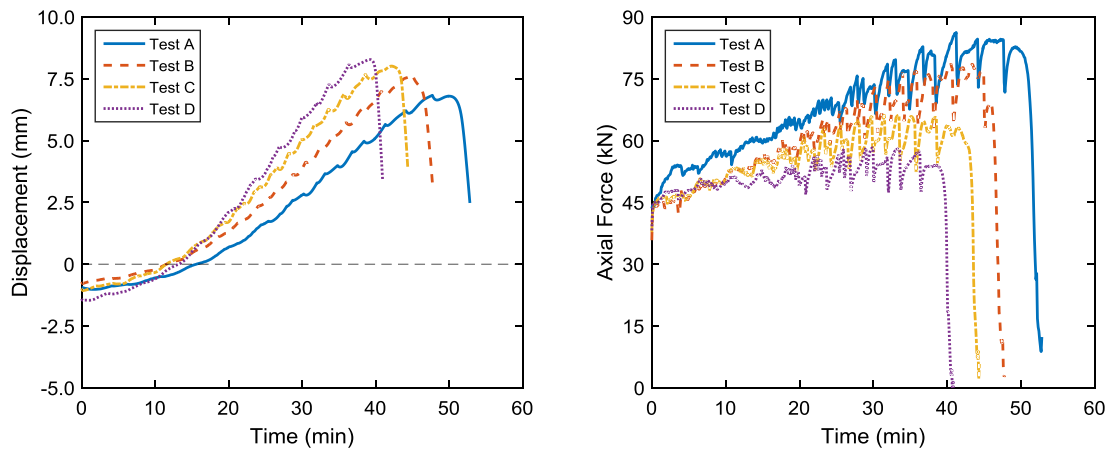 10.0
7.5
5.0
2.5
0
-2.5
-5.0
Displacement (mm)
Test A
Test B
Test C
Test D
0 10 20 30 40 50 60
Time (min)
90
75
60
45
30
15
0
Axial Force (kN)
Test A
Test B
Test C
Test D
0 10 20 30 40 50 60
Time (min)